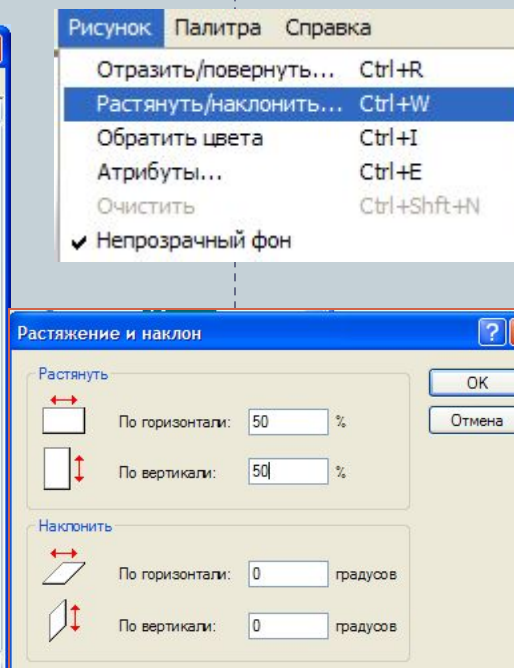 Рисунок Палитра Справка
Отразить/повернуть... Ctrl+R
Растянуть/наклонить... Ctrl+W
Обратить цвета Ctrl+I
Атрибуты... Ctrl+E
Очистить Ctrl+Shft+N
Непрозрачный фон
Растяжение и наклон
Растянуть
OK
По горизонтали: 50 %
Отмена
По вертикали: 50 %
Наклонить
По горизонтали: 0 градусов
По вертикали: 0 градусов